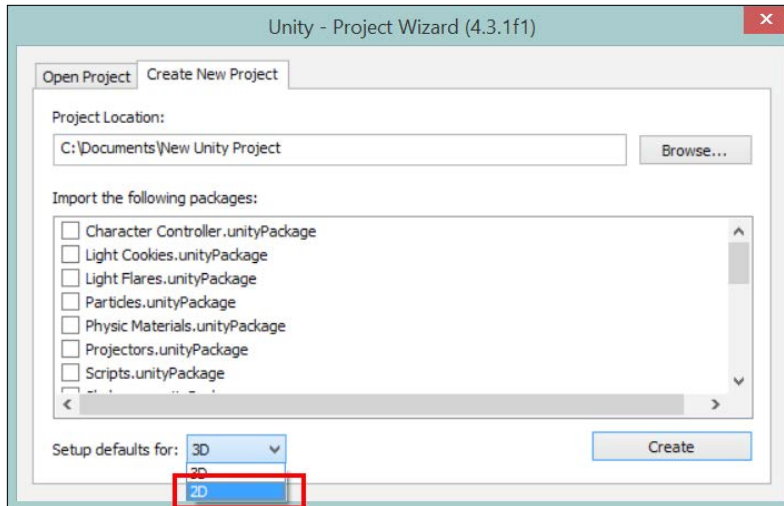 Unity - Project Wizard (4.3.1f1)
x
Open Project Create New Project
Project Location:
C:\Documents\New Unity Project
Browse...
Import the following packages:
Character Controller.unityPackage
Light Cookies.unityPackage
Light Flares.unityPackage
Particles.unityPackage
Physic Materials.unityPackage
Projectors.unityPackage
Scripts.unityPackage
Setup defaults for: 3D
Create
3D
2D